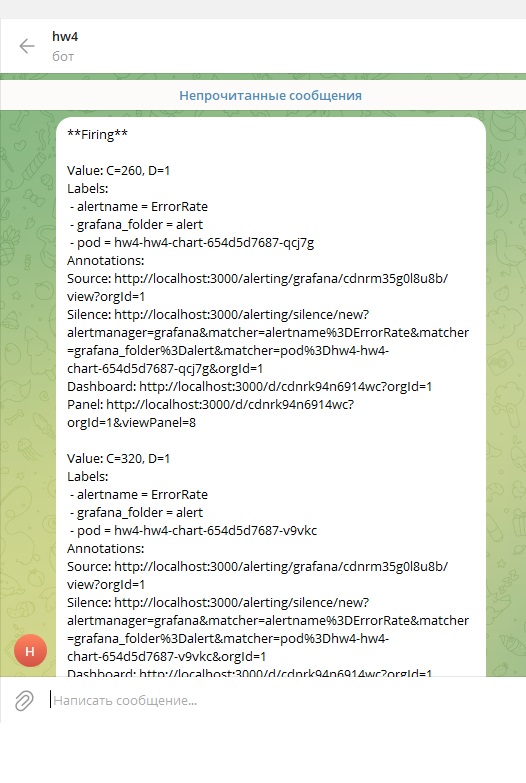 hw4
бот
Непрочитанные сообщения
**Firing**
Value: C=260, D=1
Labels:
- alertname = ErrorRate
- grafana_folder = alert
- pod = hw4-hw4-chart-654d5d7687-qcj7g
Annotations:
Source: http://localhost:3000/alerting/grafana/cdnrm35g0l8u8b/
view?orgId=1
Silence: http://localhost:3000/alerting/silence/new?
alertmanager=grafana&matcher=alertname%3DErrorRate&matcher
=grafana_folder%3Dalert&matcher=pod%3Dhw4-hw4-
chart-654d5d7687-qcj7g&orgId=1
Dashboard: http://localhost:3000/d/cdnrk94n6914wc?orgId=1
Panel: http://localhost:3000/d/cdnrk94n6914wc?
orgId=1&viewPanel=8
Value: C=320, D=1
Labels:
- alertname = ErrorRate
- grafana_folder = alert
- pod = hw4-hw4-chart-654d5d7687-v9vkc
Annotations:
Source: http://localhost:3000/alerting/grafana/cdnrm35g0l8u8b/
view?orgId=1
Silence: http://localhost:3000/alerting/silence/new?
alertmanager=grafana&matcher=alertname%3DErrorRate&matcher
=grafana_folder%3Dalert&matcher=pod%3Dhw4-hw4-
chart-654d5d7687-v9vkc&orgId=1
Dashboard: http://localhost:3000/d/cdnrk94n6914wc?orgId=1
H
Написать сообщение...